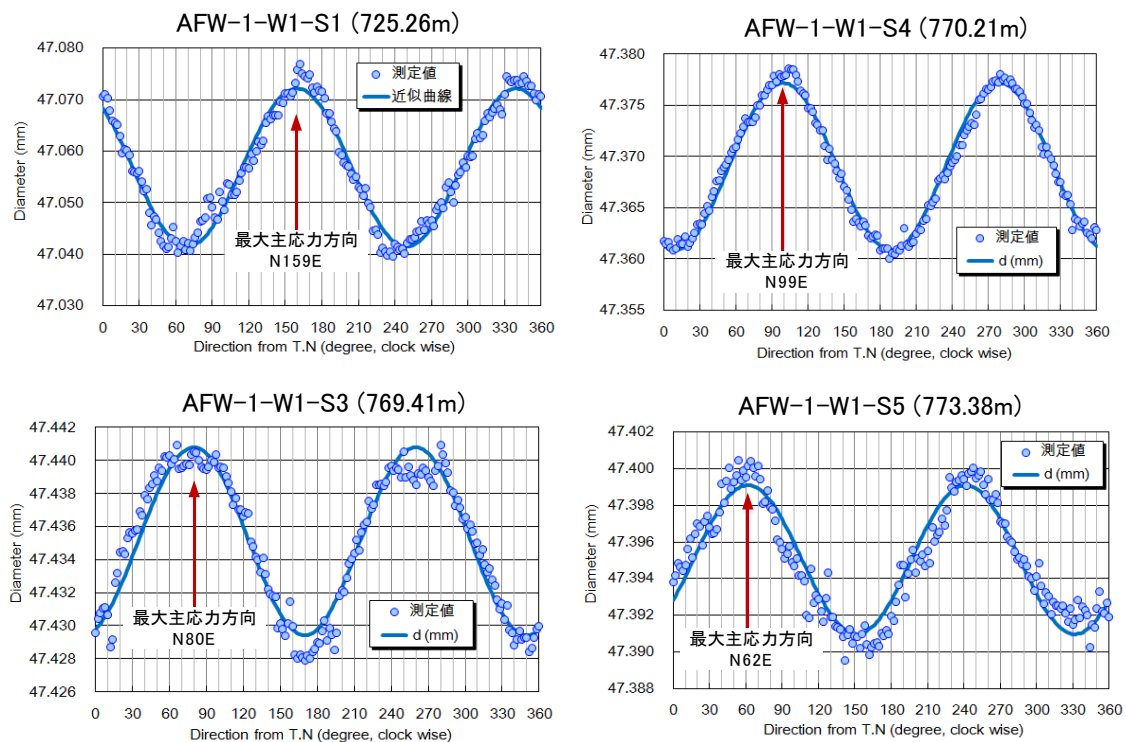 AFW-1-W1-S1 (725.26m)
47.080
47.070
47.060
47.050
47.040
47.030
Diameter (mm)
測定値
近似曲線
最大主応力方向
N159E
0 30 60 90 120 150 180 210 240 270 300 330 360
Direction from T.N (degree, clock wise)
AFW-1-W1-S4 (770.21m)
47.380
47.375
47.370
47.365
47.360
47.355
Diameter (mm)
測定値
d (mm)
最大主応力方向
N99E
0 30 60 90 120 150 180 210 240 270 300 330 360
Direction from T.N (degree, clock wise)
AFW-1-W1-S3 (769.41m)
47.442
47.440
47.438
47.436
47.434
47.432
47.430
47.428
47.426
Diameter (mm)
測定値
d (mm)
最大主応力方向
N80E
0 30 60 90 120 150 180 210 240 270 300 330 360
Direction from T.N (degree, clock wise)
AFW-1-W1-S5 (773.38m)
47.402
47.400
47.398
47.396
47.394
47.392
47.390
47.388
Diameter (mm)
測定値
d (mm)
最大主応力方向
N62E
0 30 60 90 120 150 180 210 240 270 300 330 360
Direction from T.N (degree, clock wise)